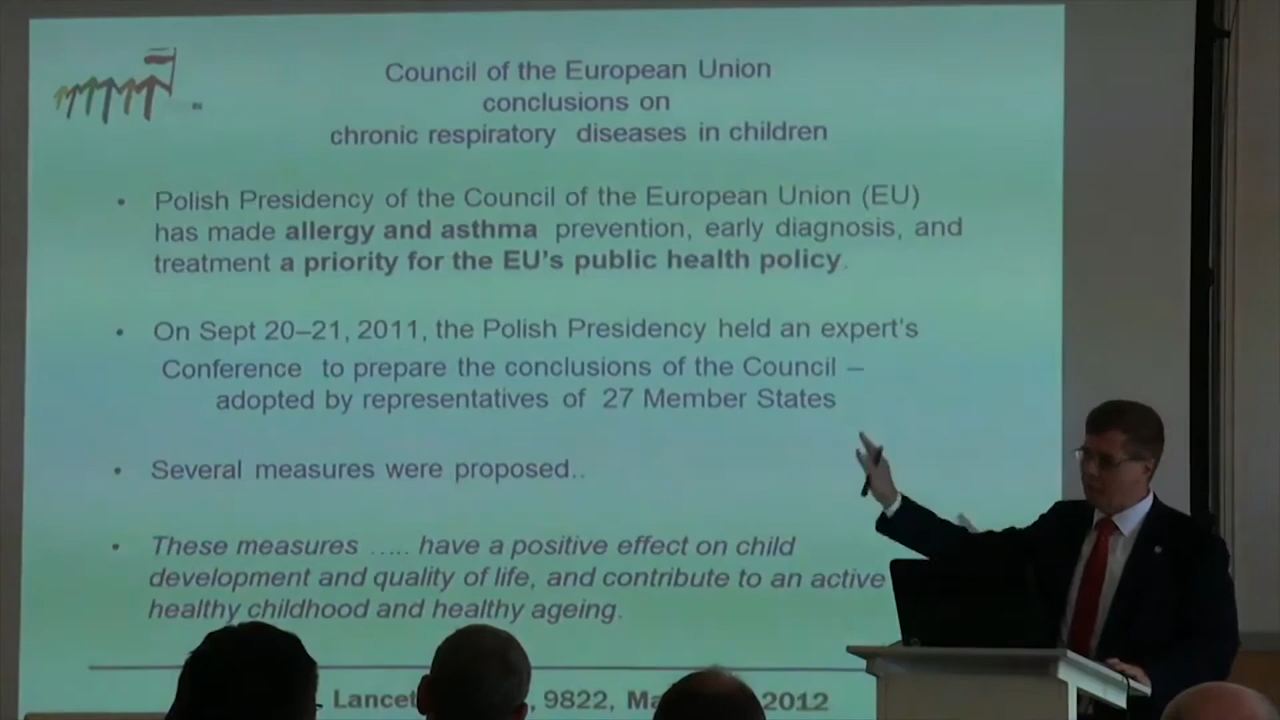 Council of the European Union
conclusions on
chronic respiratory diseases in children
• Polish Presidency of the Council of the European Union (EU)
has made allergy and asthma prevention, early diagnosis, and
treatment a priority for the EU's public health policy.
• On Sept 20–21, 2011, the Polish Presidency held an expert's
Conference to prepare the conclusions of the Council –
adopted by representatives of 27 Member States
• Several measures were proposed..
• These measures ..... have a positive effect on child
development and quality of life, and contribute to an active
healthy childhood and healthy ageing.
Lancet , 9822, 2012